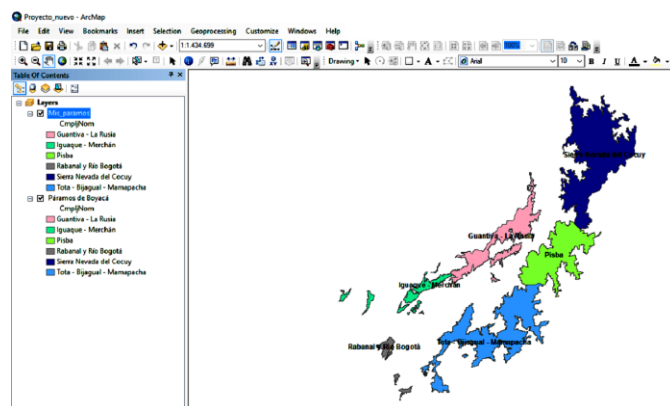 Proyecto_nuevo - ArcMap
File Edit View Bookmarks Insert Selection Geoprocessing Customize Windows Help
1:1.434.699
100%
Drawing
Arial
10
B I U A
Table Of Contents
Layers
Mis_paramos
CmpljNom
Guantiva - La Rusia
Iguaque - Merchán
Pisba
Rabanal y Río Bogotá
Sierra Nevada del Cocuy
Tota - Bijagual - Mamapacha
Páramos de Boyacá
CmpljNom
Guantiva - La Rusia
Iguaque - Merchán
Pisba
Rabanal y Río Bogotá
Sierra Nevada del Cocuy
Tota - Bijagual - Mamapacha
Sierra Nevada del Cocuy
Guantiva - La Rusia
Pisba
Iguaque - Merchán
Tota - Bijagual - Mamapacha
Rabanal y Río Bogotá